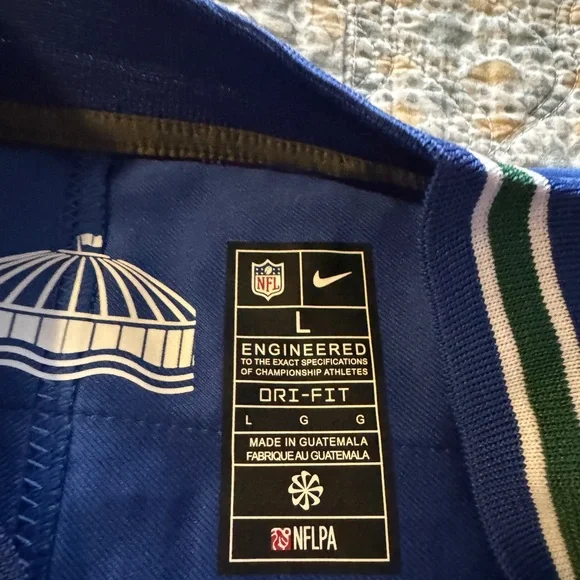 NFL
L
ENGINEERED
TO THE EXACT SPECIFICATIONS
OF CHAMPIONSHIP ATHLETES
DRI-FIT
L G G
MADE IN GUATEMALA
FABRIQUE AU GUATEMALA
NFLPA